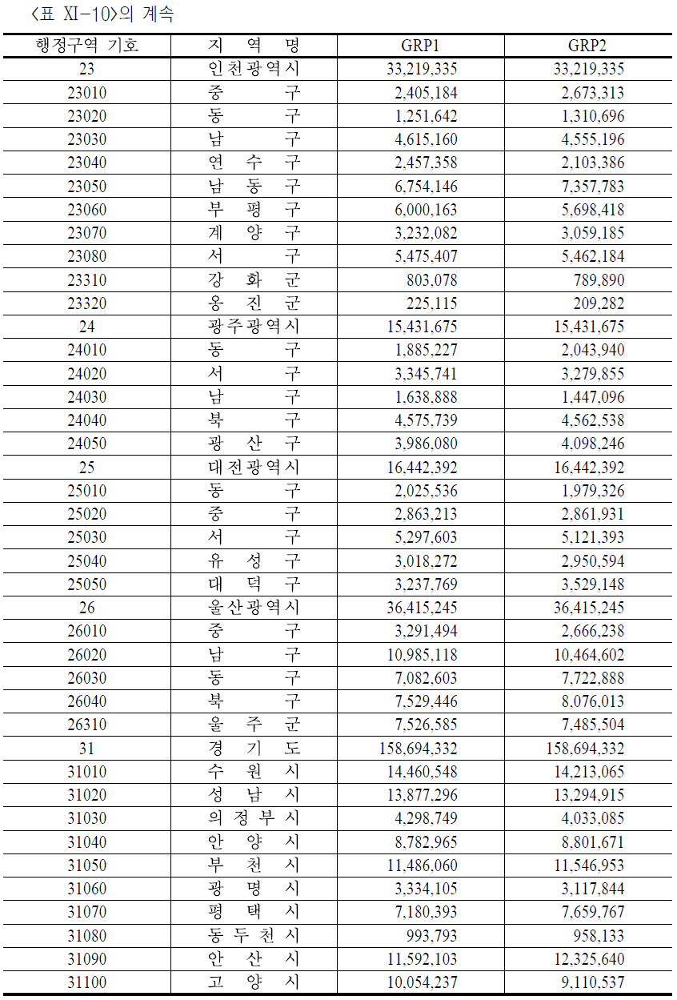 <표 XI-10>의 계속
행정구역 기호 지 역 명 GRP1 GRP2
23 인천광역시 33,219,335 33,219,335
23010 중 구 2,405,184 2,673,313
23020 동 구 1,251,642 1,310,696
23030 남 구 4,615,160 4,555,196
23040 연 수 구 2,457,358 2,103,386
23050 남 동 구 6,754,146 7,357,783
23060 부 평 구 6,000,163 5,698,418
23070 계 양 구 3,232,082 3,059,185
23080 서 구 5,475,407 5,462,184
23310 강 화 군 803,078 789,890
23320 옹 진 군 225,115 209,282
24 광주광역시 15,431,675 15,431,675
24010 동 구 1,885,227 2,043,940
24020 서 구 3,345,741 3,279,855
24030 남 구 1,638,888 1,447,096
24040 북 구 4,575,739 4,562,538
24050 광 산 구 3,986,080 4,098,246
25 대전광역시 16,442,392 16,442,392
25010 동 구 2,025,536 1,979,326
25020 중 구 2,863,213 2,861,931
25030 서 구 5,297,603 5,121,393
25040 유 성 구 3,018,272 2,950,594
25050 대 덕 구 3,237,769 3,529,148
26 울산광역시 36,415,245 36,415,245
26010 중 구 3,291,494 2,666,238
26020 남 구 10,985,118 10,464,602
26030 동 구 7,082,603 7,722,888
26040 북 구 7,529,446 8,076,013
26310 울 주 군 7,526,585 7,485,504
31 경 기 도 158,694,332 158,694,332
31010 수 원 시 14,460,548 14,213,065
31020 성 남 시 13,877,296 13,294,915
31030 의 정 부 시 4,298,749 4,033,085
31040 안 양 시 8,782,965 8,801,671
31050 부 천 시 11,486,060 11,546,953
31060 광 명 시 3,334,105 3,117,844
31070 평 택 시 7,180,393 7,659,767
31080 동 두 천 시 993,793 958,133
31090 안 산 시 11,592,103 12,325,640
31100 고 양 시 10,054,237 9,110,537